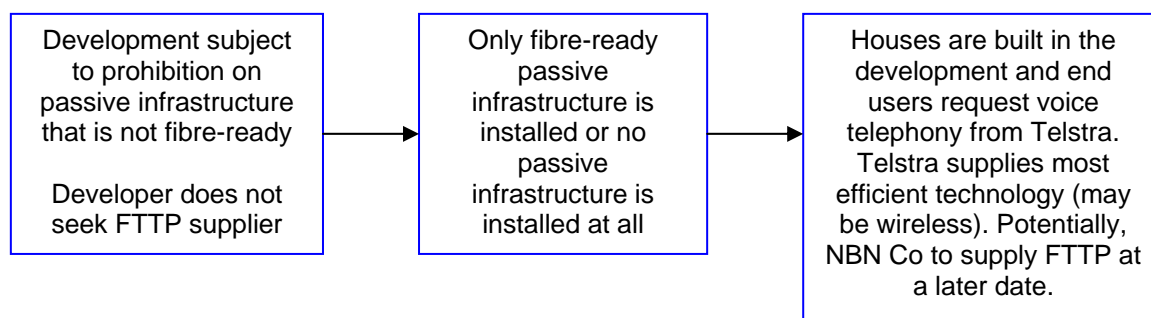 Development subject
to prohibition on
passive infrastructure
that is not fibre-ready
Developer does not
seek FTTP supplier
Only fibre-ready
passive
infrastructure is
installed or no
passive
infrastructure is
installed at all
Houses are built in the
development and end
users request voice
telephony from Telstra.
Telstra supplies most
efficient technology (may
be wireless). Potentially,
NBN Co to supply FTTP at
a later date.